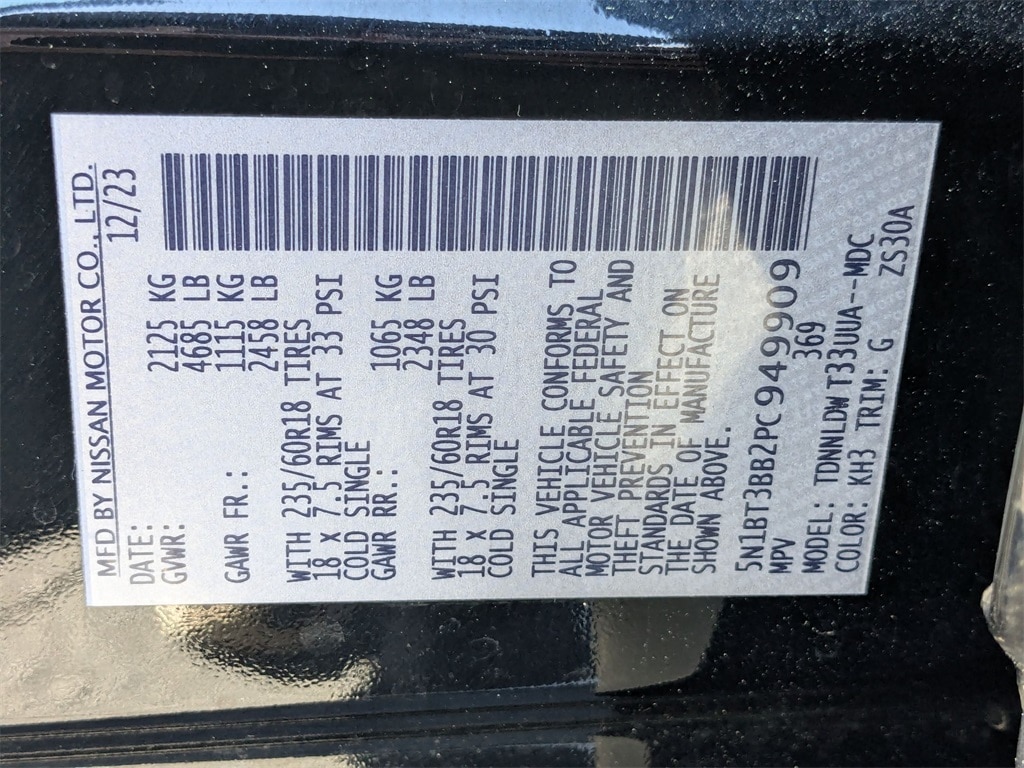 MFD BY NISSAN MOTOR CO., LTD.
DATE: 12/23
GVWR: 2125 KG
4685 LB
GAWR FR.: 1115 KG
2458 LB
WITH 235/60R18 TIRES
18 X 7.5 RIMS AT 33 PSI
COLD SINGLE
GAWR RR.: 1065 KG
2348 LB
WITH 235/60R18 TIRES
18 X 7.5 RIMS AT 30 PSI
COLD SINGLE
THIS VEHICLE CONFORMS TO
ALL APPLICABLE FEDERAL
MOTOR VEHICLE SAFETY AND
THEFT PREVENTION
STANDARDS IN EFFECT ON
THE DATE OF MANUFACTURE
SHOWN ABOVE.
5N1BT3BB2PC949909
MPV 369
MODEL: TDNNLDW T33UUA--MDC
COLOR: KH3 TRIM: G ZS30A